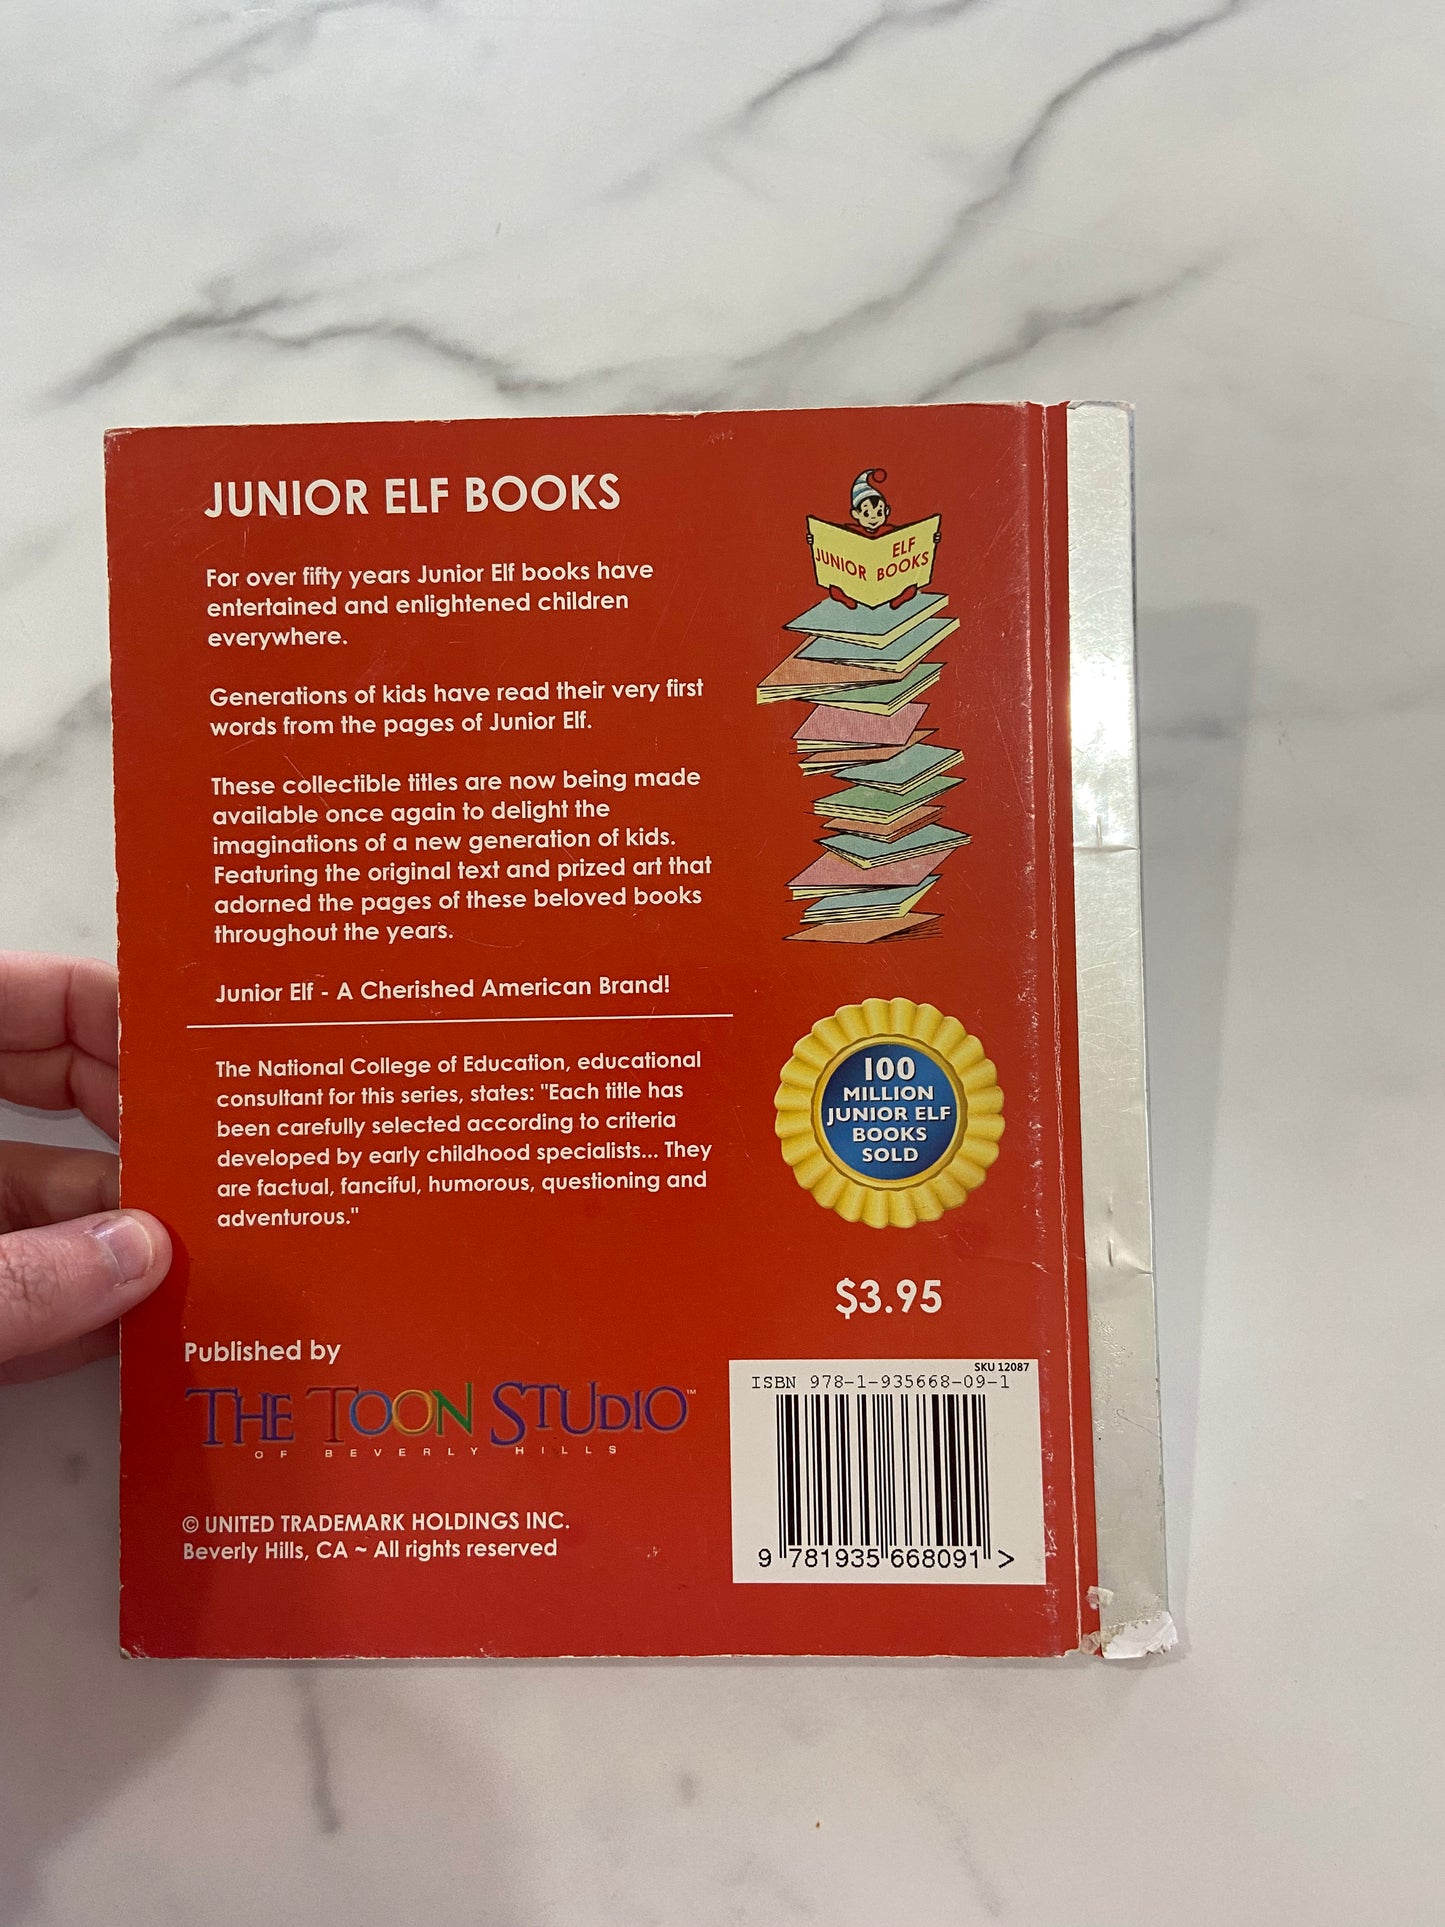 JUNIOR ELF BOOKS
For over fifty years Junior Elf books have
entertained and enlightened children
everywhere.
Generations of kids have read their very first
words from the pages of Junior Elf.
These collectible titles are now being made
available once again to delight the
imaginations of a new generation of kids.
Featuring the original text and prized art that
adorned the pages of these beloved books
throughout the years.
Junior Elf - A Cherished American Brand!
The National College of Education, educational
consultant for this series, states: "Each title has
been carefully selected according to criteria
developed by early childhood specialists... They
are factual, fanciful, humorous, questioning and
adventurous."
Published by
THE TOON STUDIO™
OF BEVERLY HILLS
© UNITED TRADEMARK HOLDINGS INC.
Beverly Hills, CA ~ All rights reserved
JUNIOR ELF
BOOKS
100
MILLION
JUNIOR ELF
BOOKS
SOLD
$3.95
SKU 12087
ISBN 978-1-935668-09-1
9 781935 668091 >